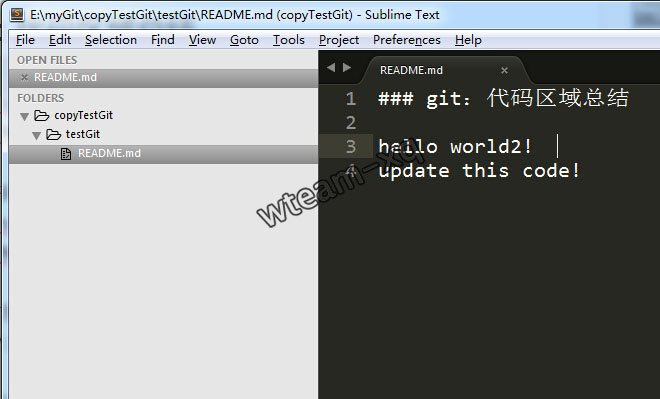 E:\myGit\copyTestGit\testGit\README.md (copyTestGit) - Sublime Text
File Edit Selection Find View Goto Tools Project Preferences Help
OPEN FILES
README.md
FOLDERS
copyTestGit
testGit
README.md
README.md
1 ### git: 代码区域总结
2
3 hello world2!
4 update this code!
wteam-xq